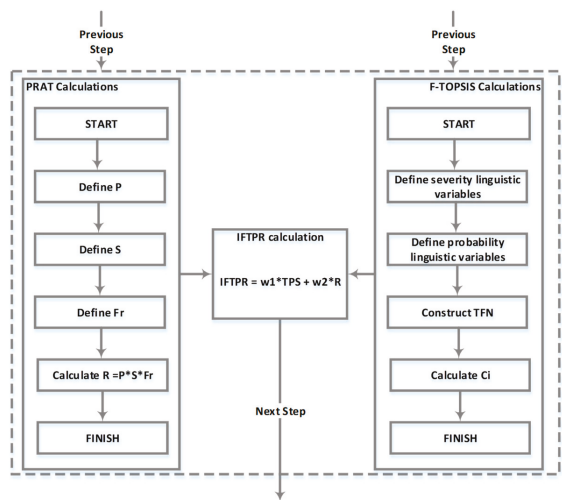 Previous
Step
Previous
Step
PRAT Calculations
START
Define P
Define S
Define Fr
Calculate R =P*S*Fr
FINISH
IFTPR calculation
IFTPR = w1*TPS + w2*R
Next Step
F-TOPSIS Calculations
START
Define severity linguistic
variables
Define probability
linguistic variables
Construct TFN
Calculate Ci
FINISH